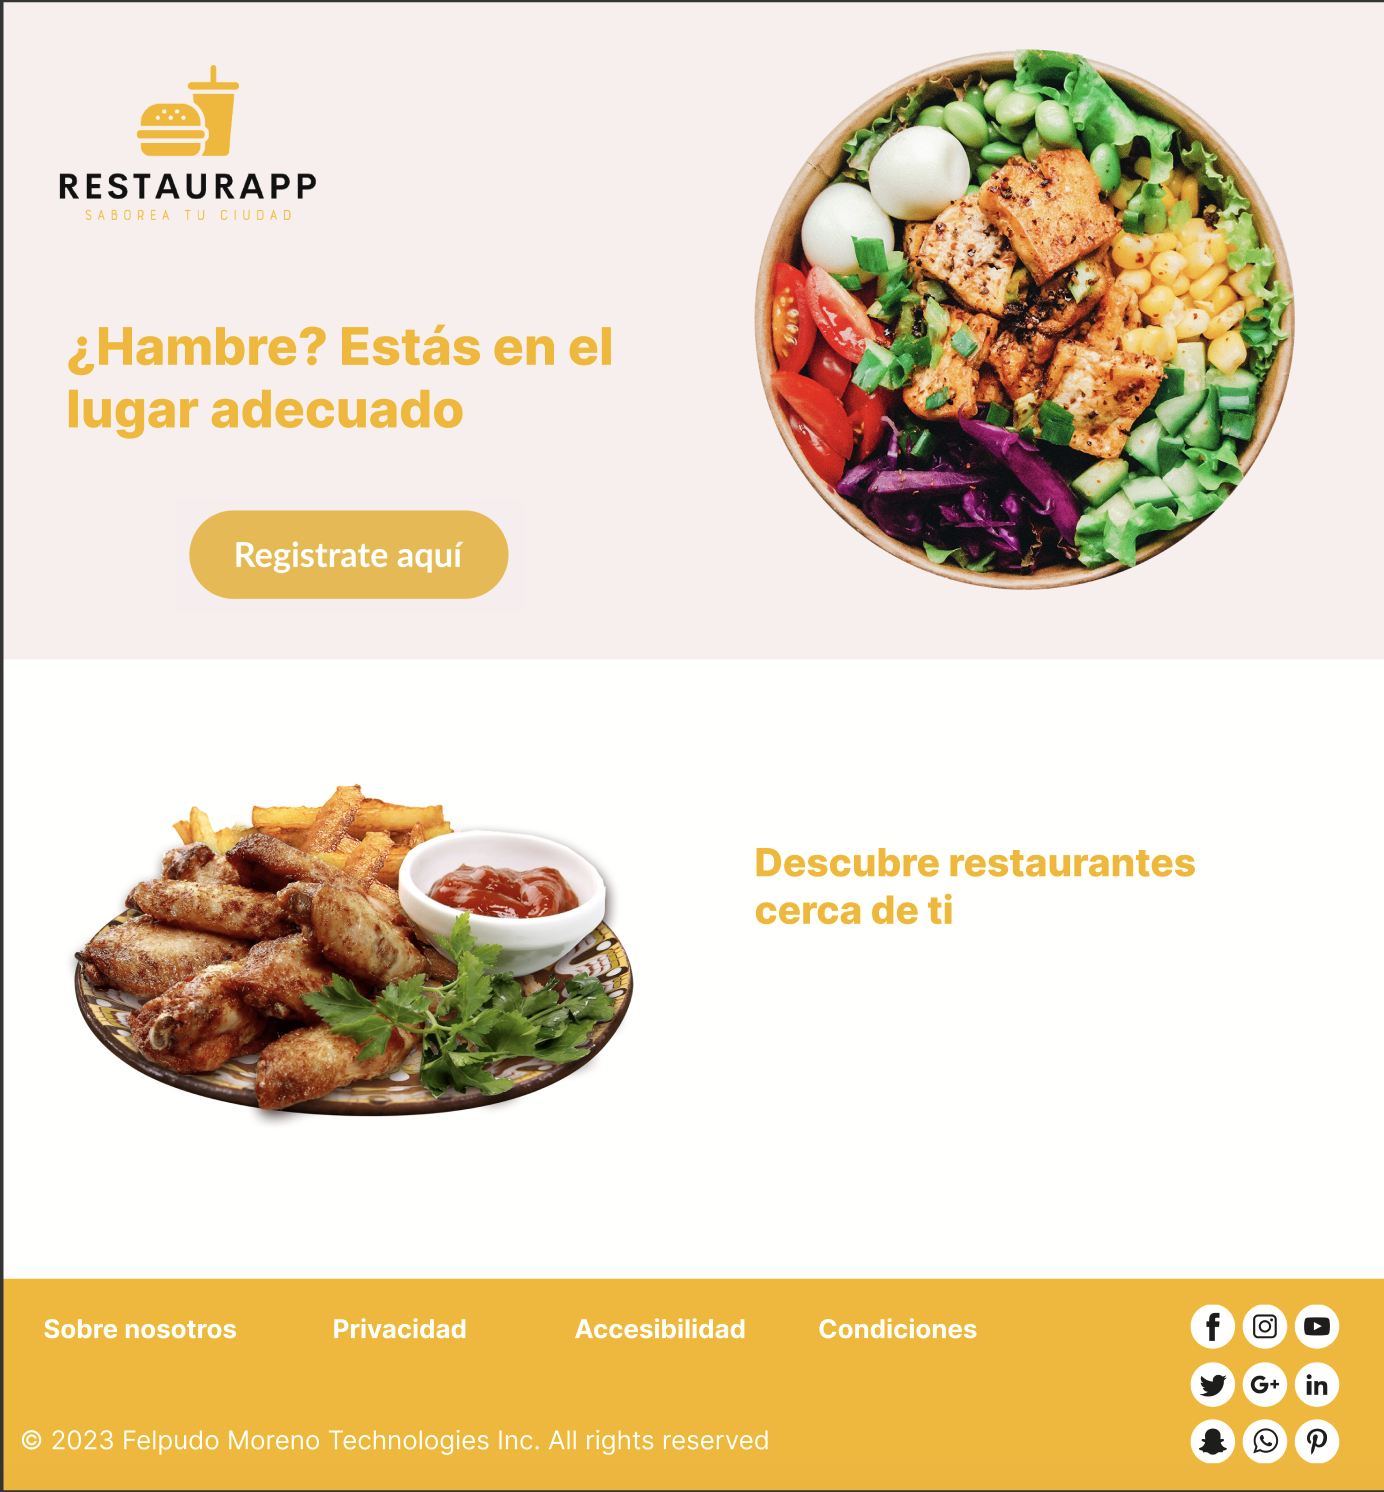 RESTAURAPP
SABOREA TU CIUDAD
¿Hambre? Estás en el
lugar adecuado
Registrate aquí
Descubre restaurantes
cerca de ti
Sobre nosotros
Privacidad
Accesibilidad
Condiciones
© 2023 Felpudo Moreno Technologies Inc. All rights reserved